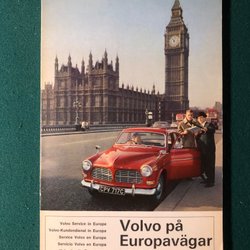 Volvo Service in Europe
Volvo-Kundendienst in Europa
Service Volvo en Europe
Servicio Volvo en Europa
Volvo på
Europavägar